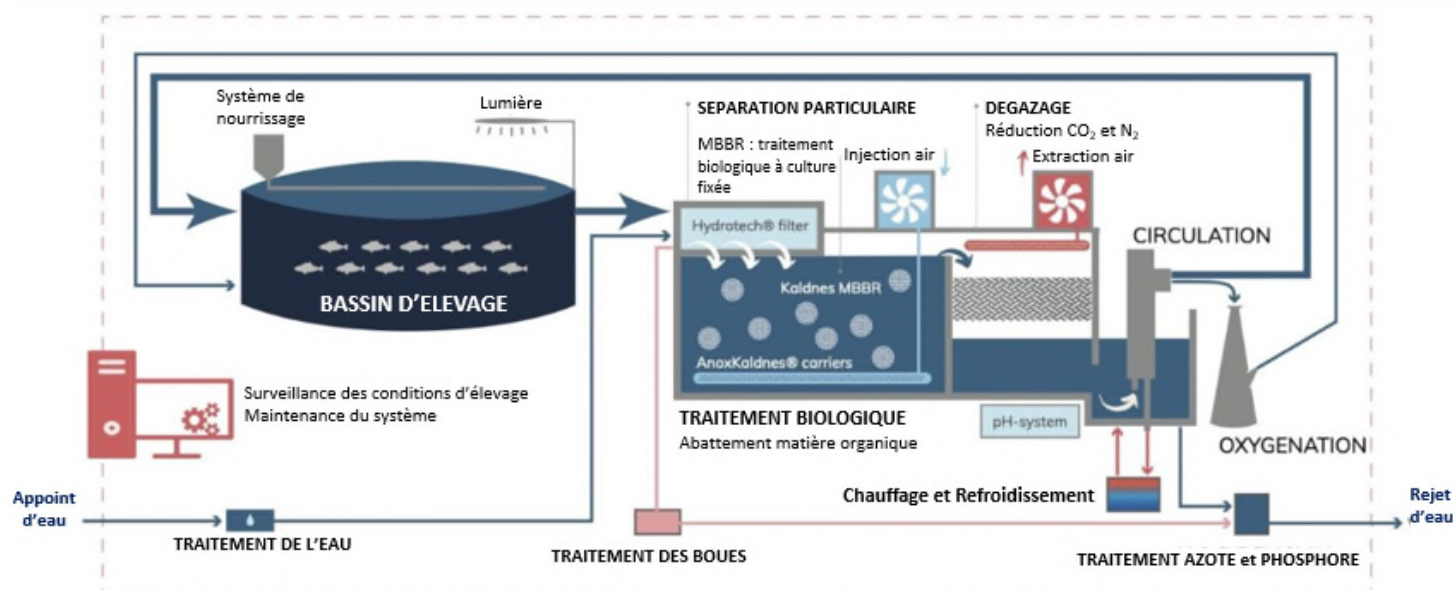 Système de
nourrissage
Lumière
SEPARATION PARTICULAIRE
MBBR : traitement
biologique à culture
fixée
Injection air
DEGAZAGE
Réduction CO₂ et N₂
Extraction air
Hydrotech® filter
CIRCULATION
Kaldnes MBBR
BASSIN D’ELEVAGE
AnoxKaldnes® carriers
Surveillance des conditions d’élevage
Maintenance du système
TRAITEMENT BIOLOGIQUE
Abattement matière organique
pH-system
OXYGENATION
Chauffage et Refroidissement
Appoint
d’eau
Rejet
d’eau
TRAITEMENT DE L’EAU
TRAITEMENT DES BOUES
TRAITEMENT AZOTE et PHOSPHORE